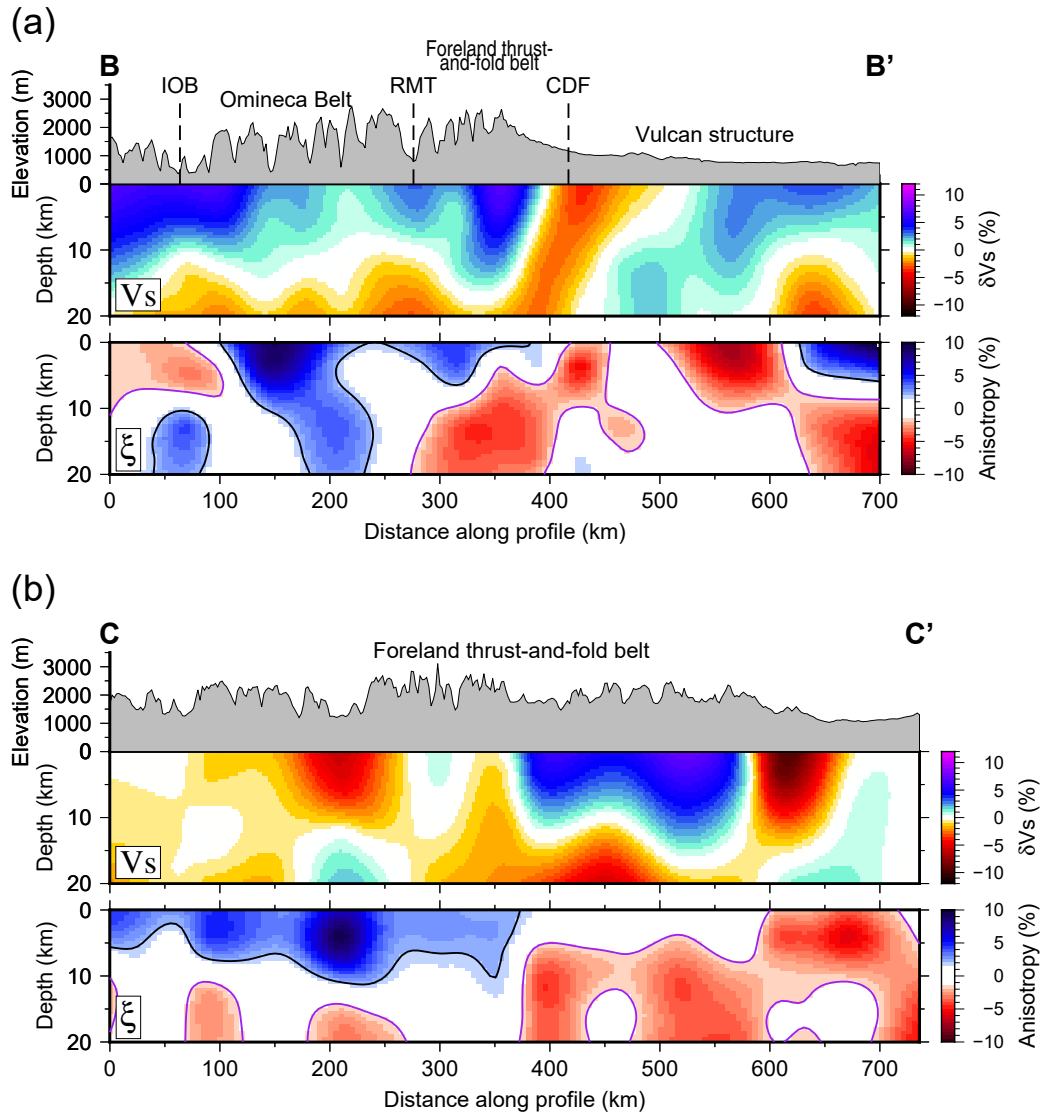 (a)
Foreland thrust-
and-fold belt
B
B’
IOB
RMT
CDF
Omineca Belt
Vulcan structure
Elevation (m)
3000
2000
1000
0
Depth (km)
10
20
Vs
δVs (%)
10
5
0
−5
−10
0
Depth (km)
10
20
ξ
Anisotropy (%)
10
5
0
−5
−10
0 100 200 300 400 500 600 700
Distance along profile (km)
(b)
C
C’
Foreland thrust-and-fold belt
Elevation (m)
3000
2000
1000
0
Depth (km)
10
20
Vs
δVs (%)
10
5
0
−5
−10
0
Depth (km)
10
20
ξ
Anisotropy (%)
10
5
0
−5
−10
0 100 200 300 400 500 600 700
Distance along profile (km)